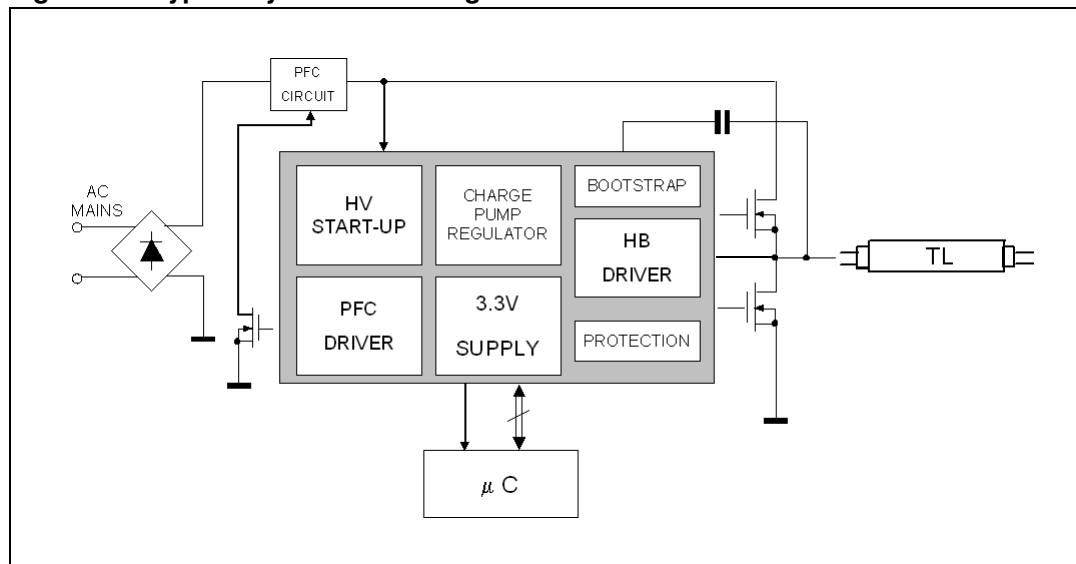 PFC
CIRCUIT
AC
MAINS
HV
START-UP
CHARGE
PUMP
REGULATOR
BOOTSTRAP
HB
DRIVER
PFC
DRIVER
3.3V
SUPPLY
PROTECTION
TL
μ C